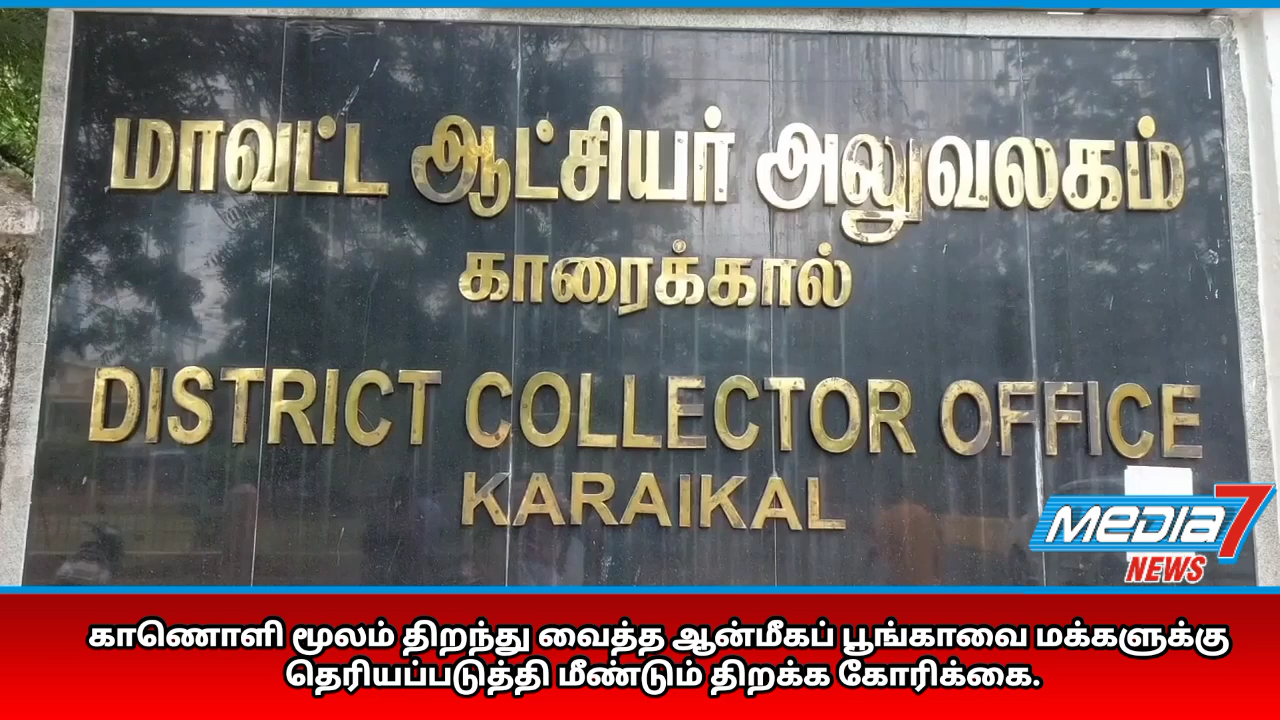 மாவட்ட ஆட்சியர் அலுவலகம்
காரைக்கால்
DISTRICT COLLECTOR OFFICE
KARAIKAL
MEDIA 7
NEWS
காணொளி மூலம் திறந்து வைத்த ஆன்மீகப் பூங்காவை மக்களுக்கு
தெரியப்படுத்தி மீண்டும் திறக்க கோரிக்கை.